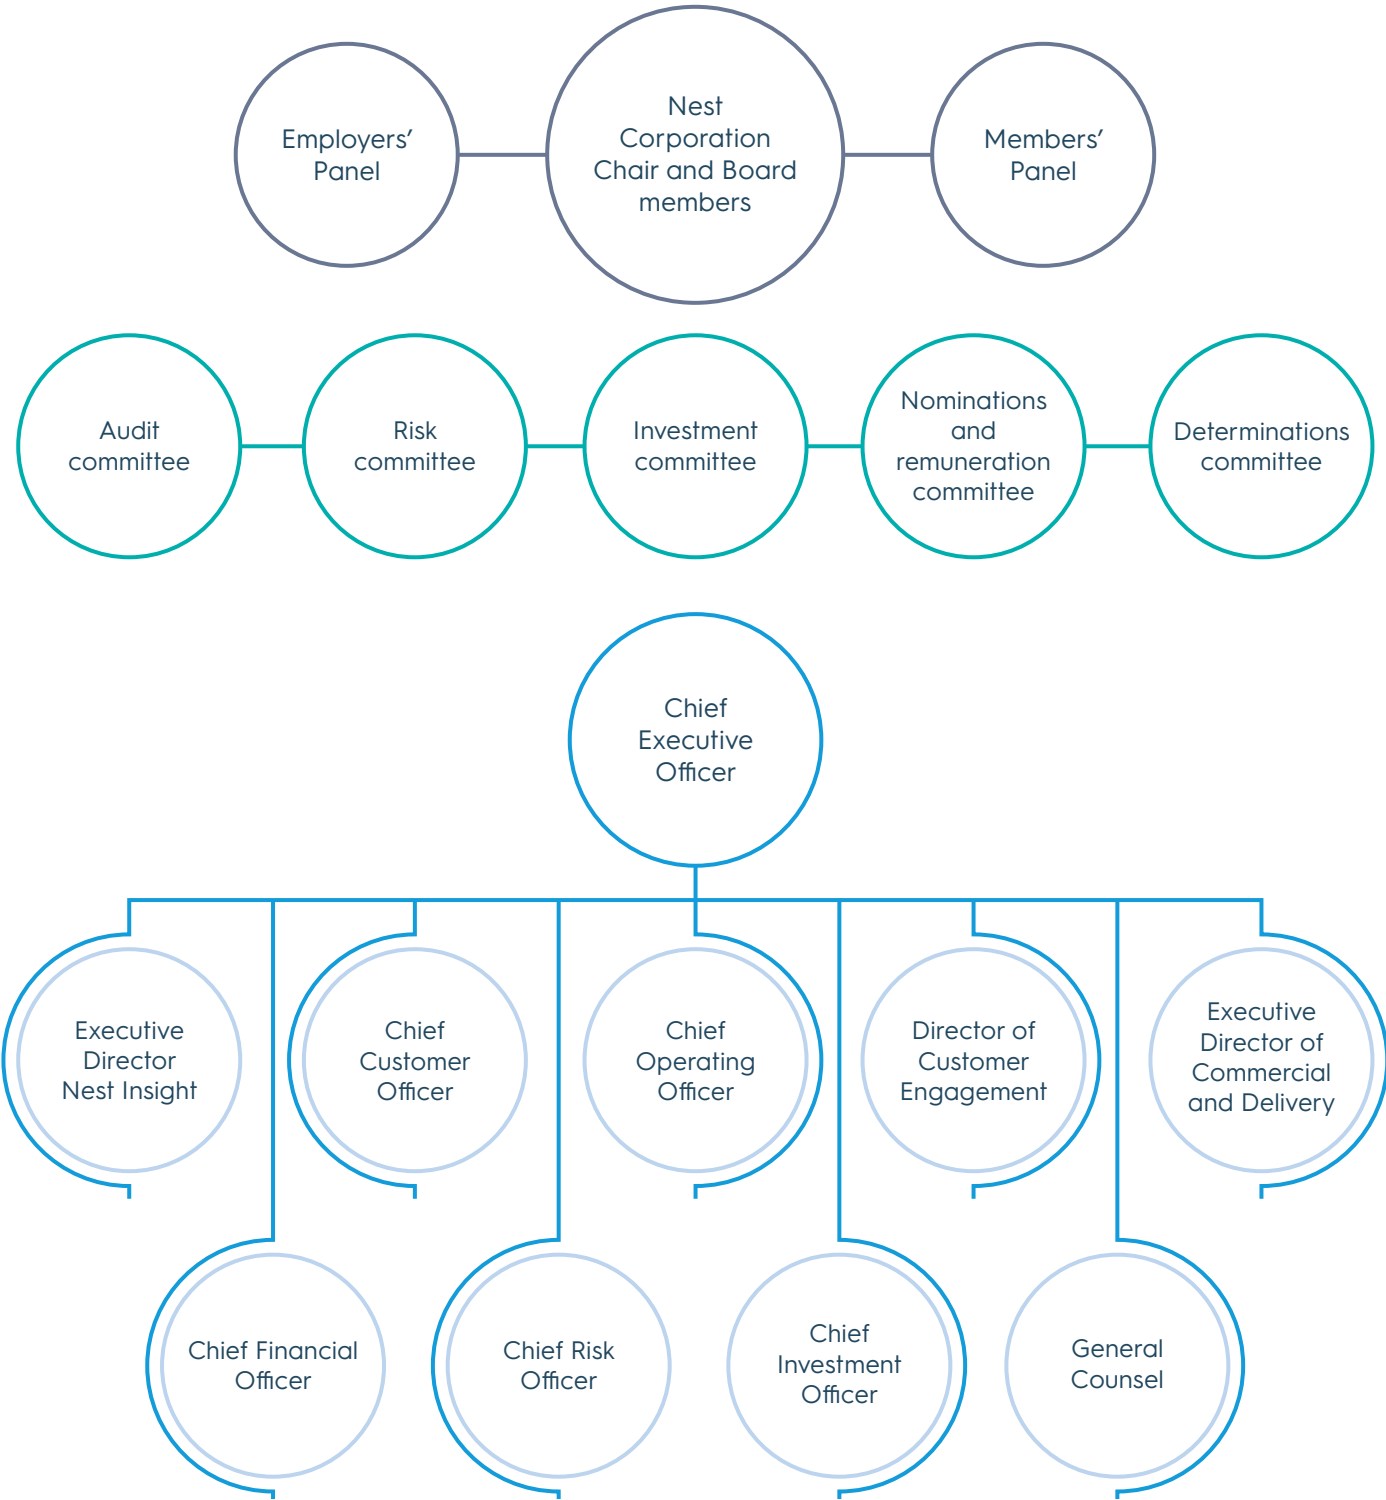 Employers’
Panel
Nest
Corporation
Chair and Board
members
Members’
Panel
Audit
committee
Risk
committee
Investment
committee
Nominations
and
remuneration
committee
Determinations
committee
Chief
Executive
Officer
Executive
Director
Nest Insight
Chief
Customer
Officer
Chief
Operating
Officer
Director of
Customer
Engagement
Executive
Director of
Commercial
and Delivery
Chief Financial
Officer
Chief Risk
Officer
Chief
Investment
Officer
General
Counsel